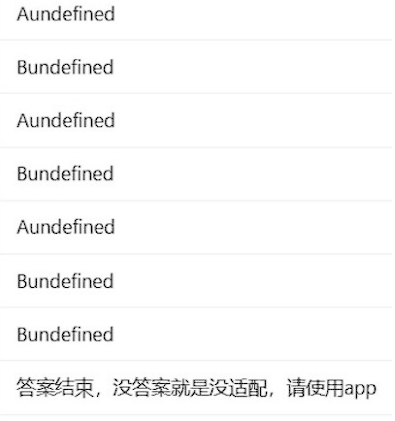 Aundefined
Bundefined
Aundefined
Bundefined
Aundefined
Bundefined
Bundefined
答案结束，没答案就是没适配，请使用app